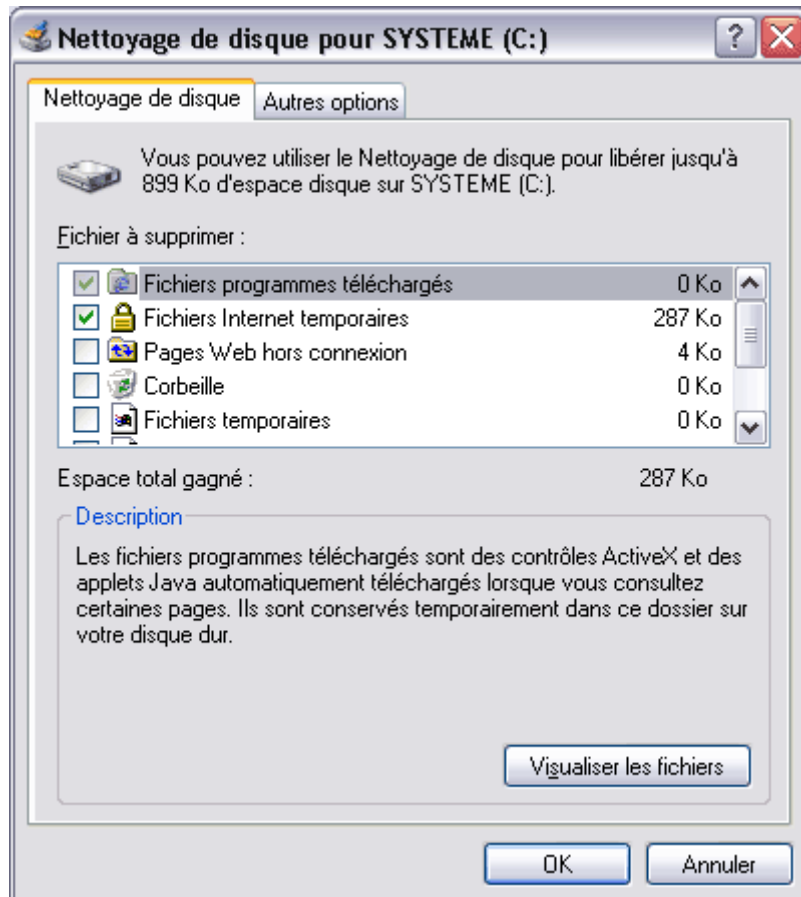 Nettoyage de disque pour SYSTEME (C:)
?
Nettoyage de disque
Autres options
Vous pouvez utiliser le Nettoyage de disque pour libérer jusqu'à
899 Ko d'espace disque sur SYSTEME (C:).
Fichier à supprimer :
Fichiers programmes téléchargés 0 Ko
Fichiers Internet temporaires 287 Ko
Pages Web hors connexion 4 Ko
Corbeille 0 Ko
Fichiers temporaires 0 Ko
Espace total gagné : 287 Ko
Description
Les fichiers programmes téléchargés sont des contrôles ActiveX et des
applets Java automatiquement téléchargés lorsque vous consultez
certaines pages. Ils sont conservés temporairement dans ce dossier sur
votre disque dur.
Visualiser les fichiers
OK
Annuler